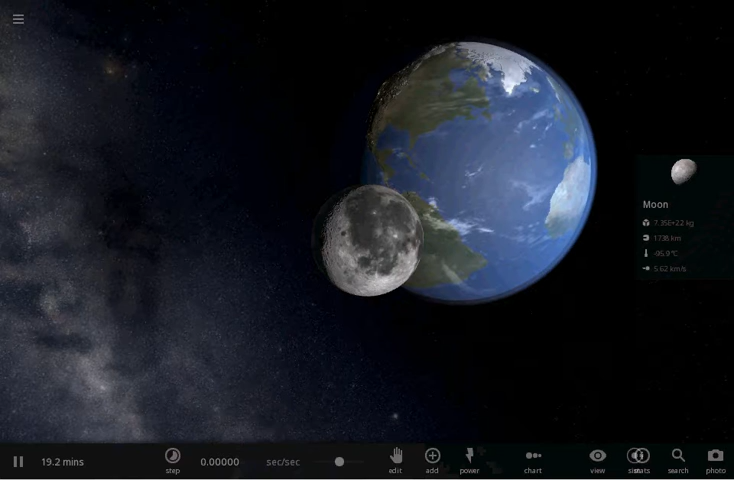 Moon
7.35E+22 kg
1738 km
-95.9 °C
5.62 km/s
19.2 mins
0.00000
sec/sec
step
edit
add
power
chart
view
stats
search
photo